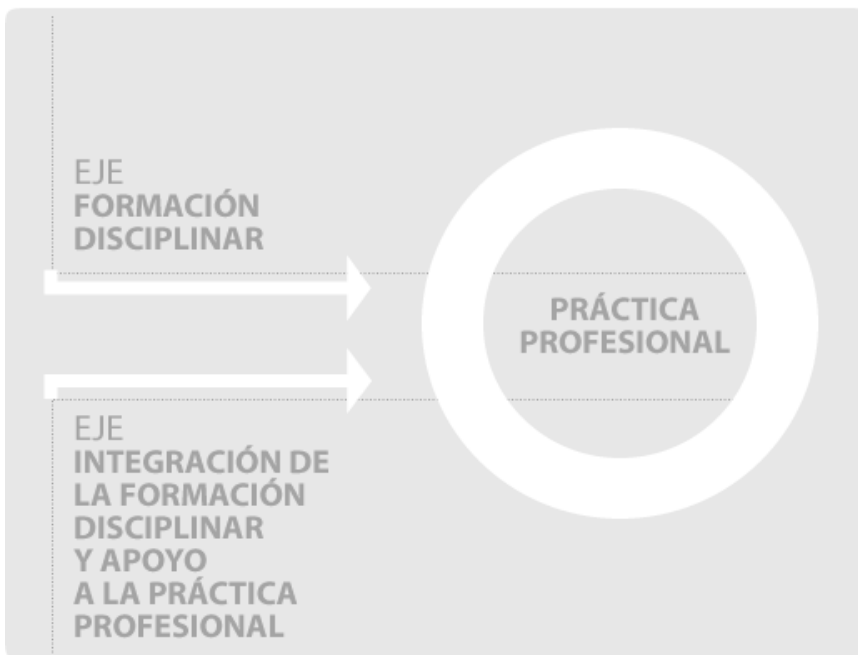 EJE
FORMACIÓN
DISCIPLINAR
PRÁCTICA
PROFESIONAL
EJE
INTEGRACIÓN DE
LA FORMACIÓN
DISCIPLINAR
Y APOYO
A LA PRÁCTICA
PROFESIONAL